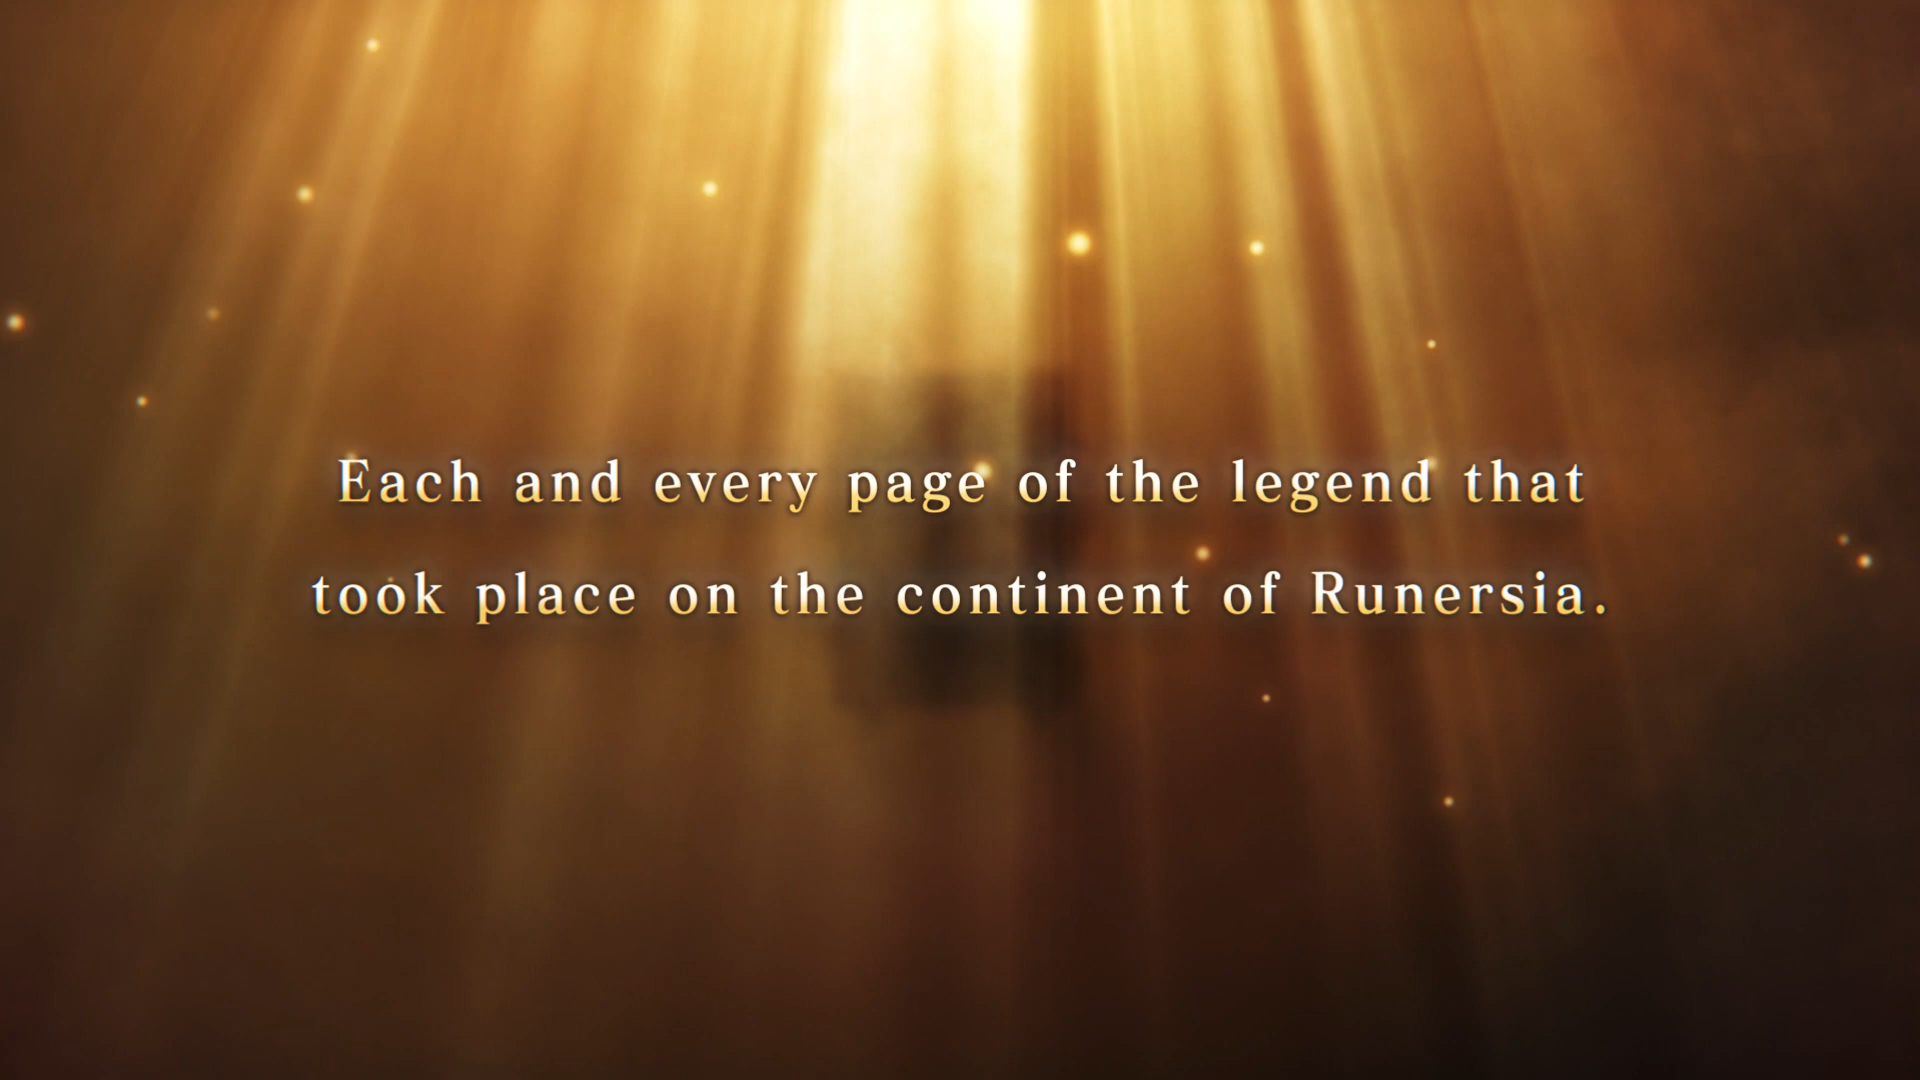 Each and every page of the legend that
took place on the continent of Runersia.